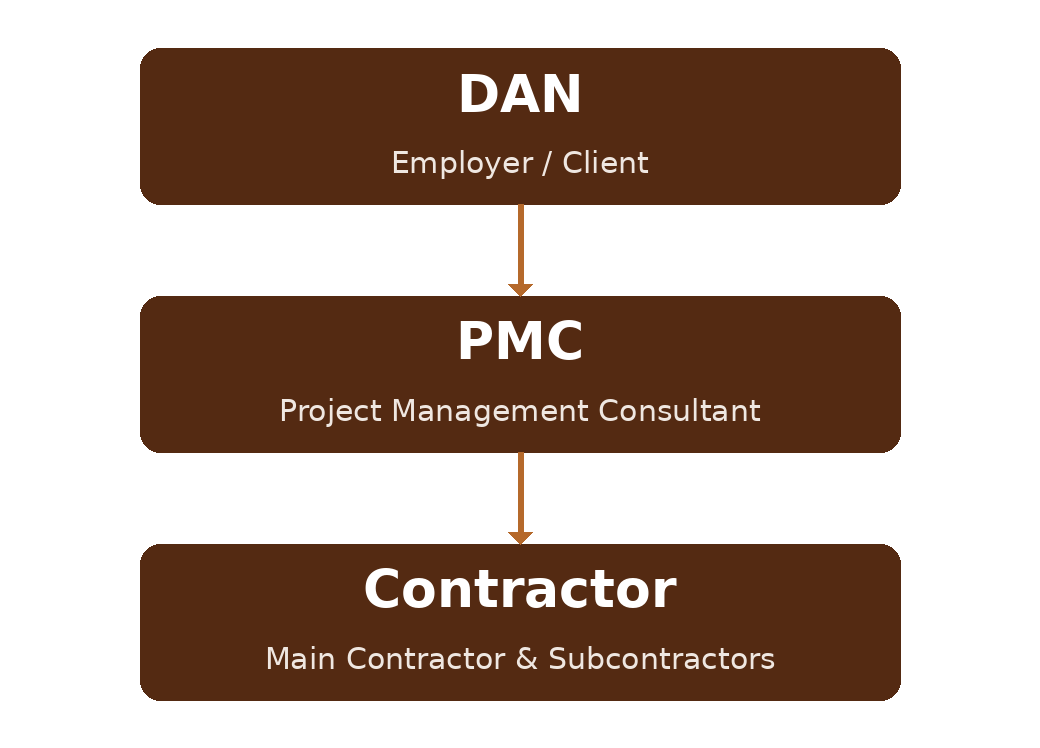 DAN
Employer / Client
PMC
Project Management Consultant
Contractor
Main Contractor & Subcontractors